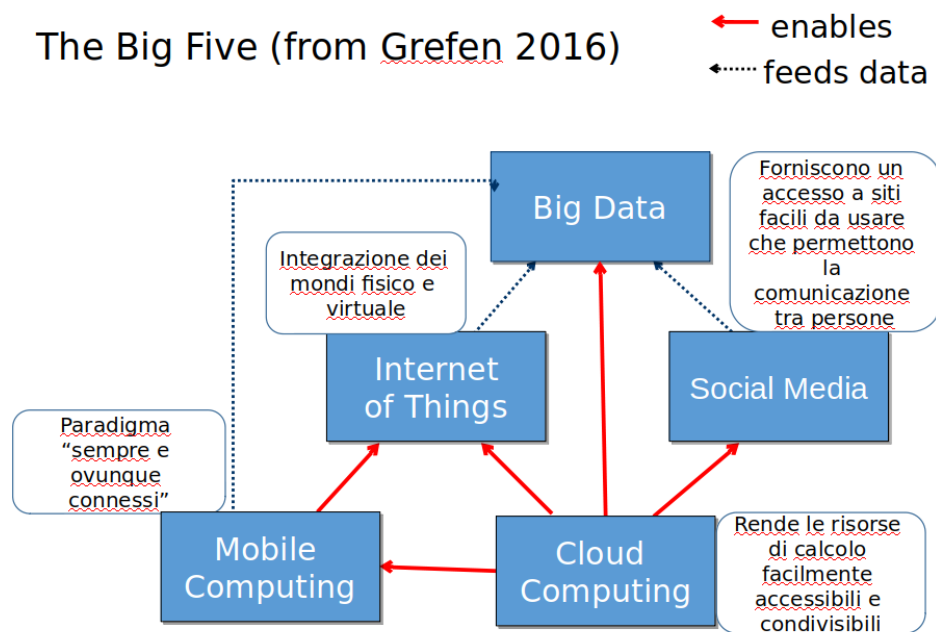 The Big Five (from Grefen 2016)
enables
feeds data
Big Data
Forniscono un
accesso a siti
facili da usare
che permettono
la
comunicazione
tra persone
Integrazione dei
mondi fisico e
virtuale
Internet
of Things
Social Media
Paradigma
“sempre e
ovunque
connessi”
Mobile
Computing
Cloud
Computing
Rende le risorse
di calcolo
facilmente
accessibili e
condivisibili